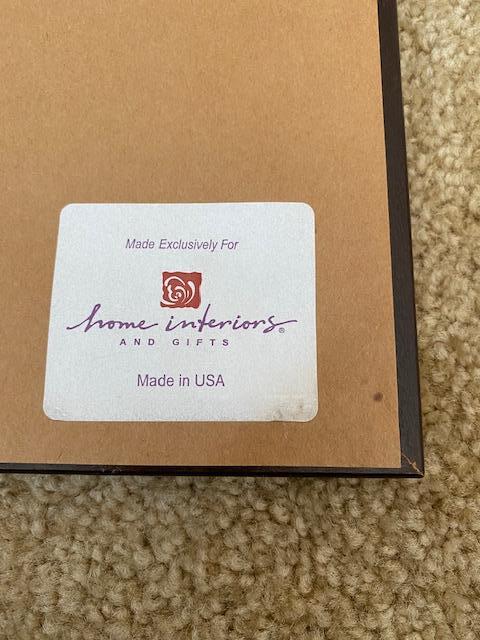 Made Exclusively For
home interiors®
AND GIFTS
Made in USA